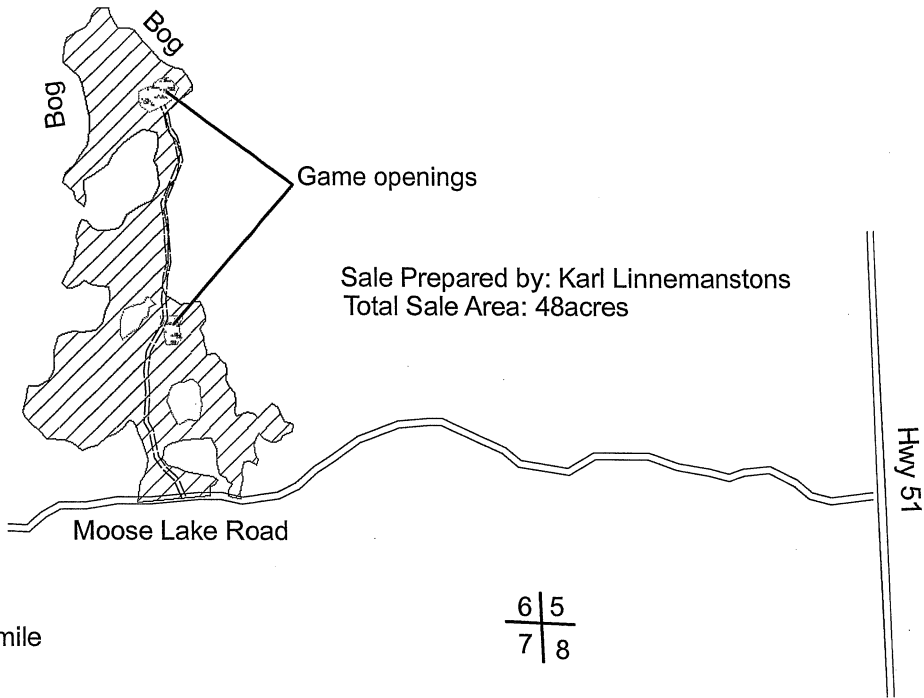 Bog
Bog
Game openings
Sale Prepared by: Karl Linnemanstons
Total Sale Area: 48acres
Hwy 51
Moose Lake Road
6 5
7 8
mile